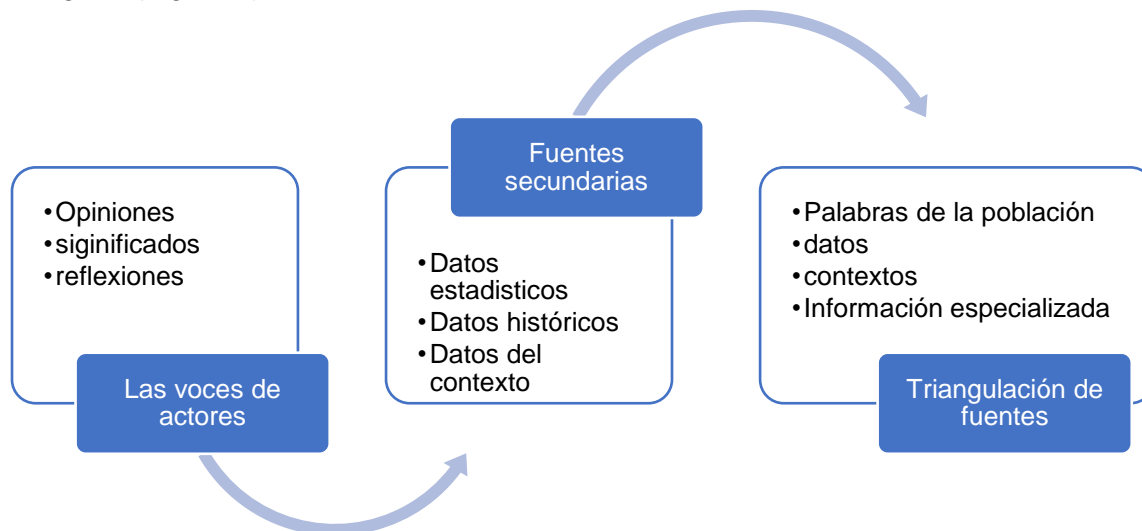 •Opiniones
•siginificados
•reflexiones
Las voces de
actores
Fuentes
secundarias
•Datos
estadisticos
•Datos históricos
•Datos del
contexto
•Palabras de la población
•datos
•contextos
•Información especializada
Triangulación de
fuentes